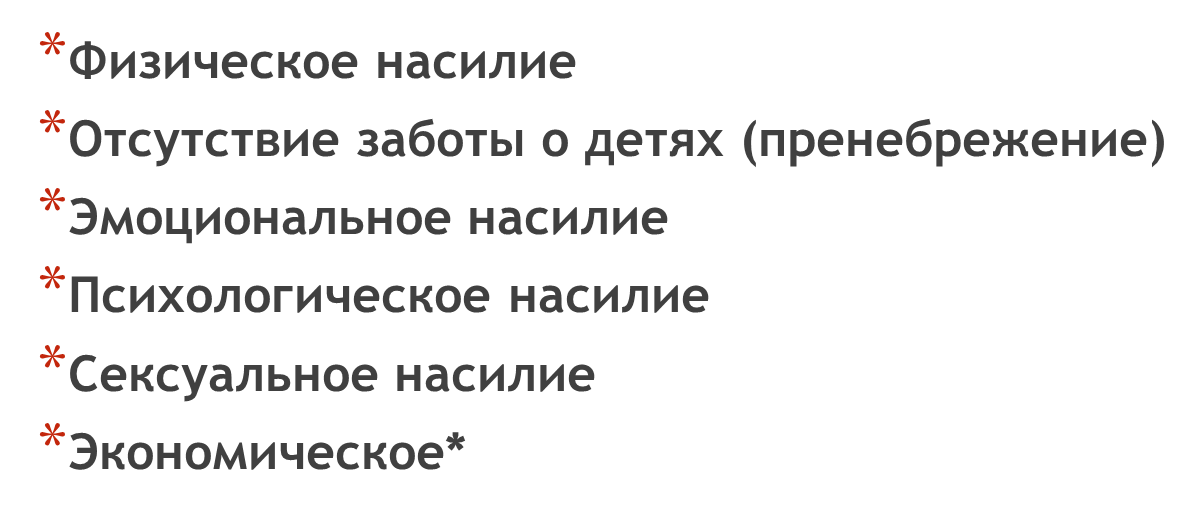 *Физическое насилие
*Отсутствие заботы о детях (пренебрежение)
*Эмоциональное насилие
*Психологическое насилие
*Сексуальное насилие
*Экономическое*